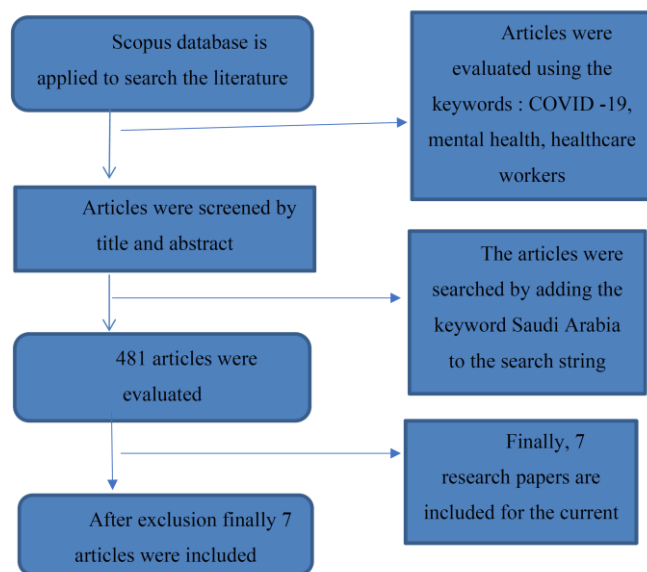 Scopus database is
applied to search the literature
Articles were
evaluated using the
keywords : COVID -19,
mental health, healthcare
workers
Articles were screened by
title and abstract
The articles were
searched by adding the
keyword Saudi Arabia
to the search string
481 articles were
evaluated
Finally, 7
research papers are
included for the current
After exclusion finally 7
articles were included